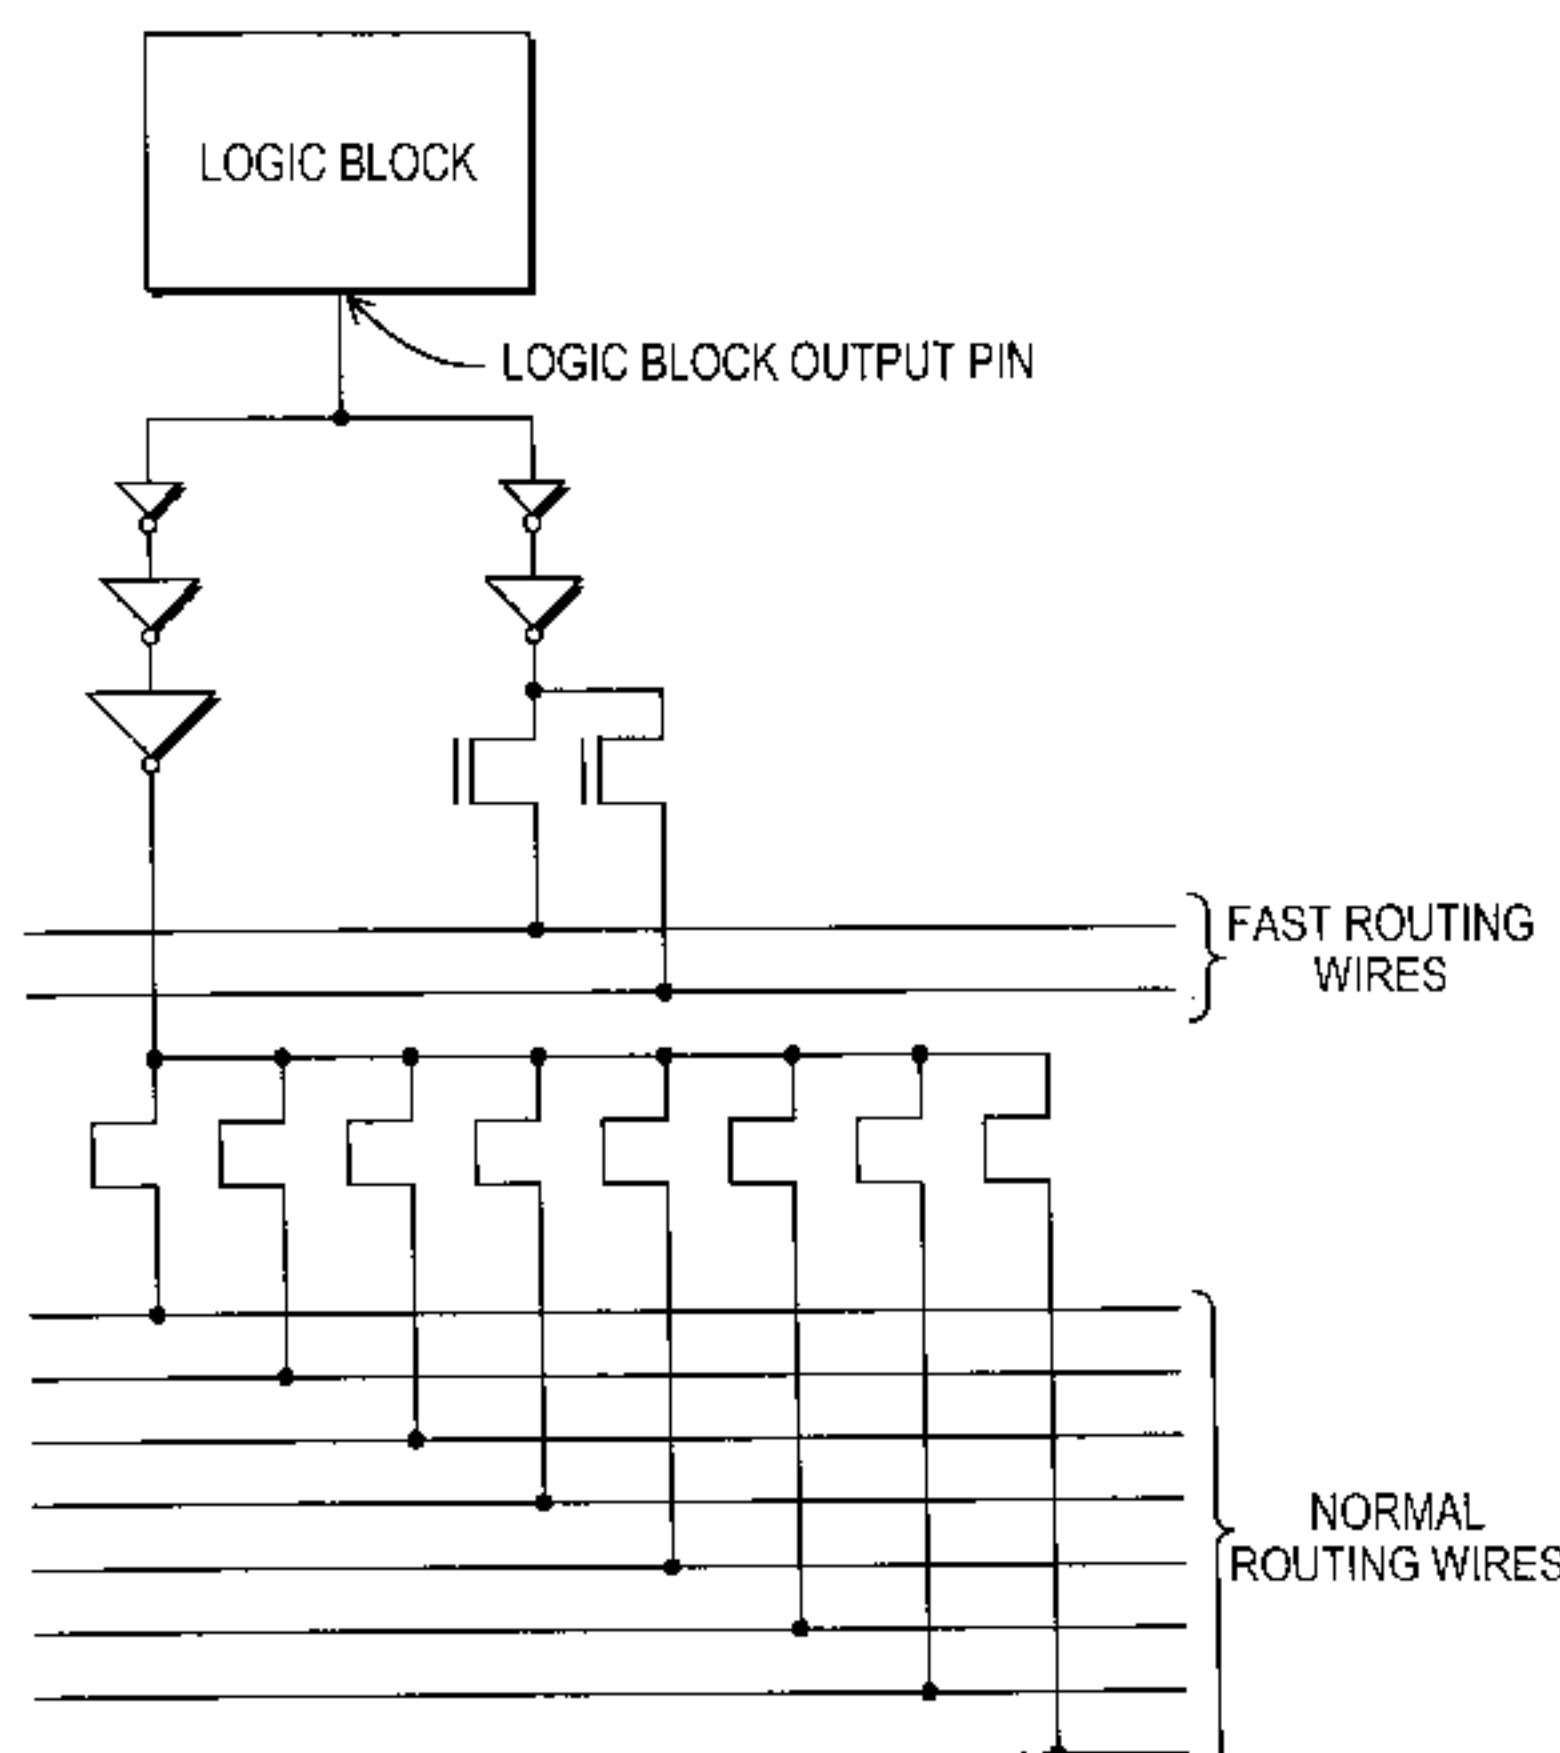 LOGIC BLOCK
LOGIC BLOCK OUTPUT PIN
FAST ROUTING
WIRES
NORMAL
ROUTING WIRES